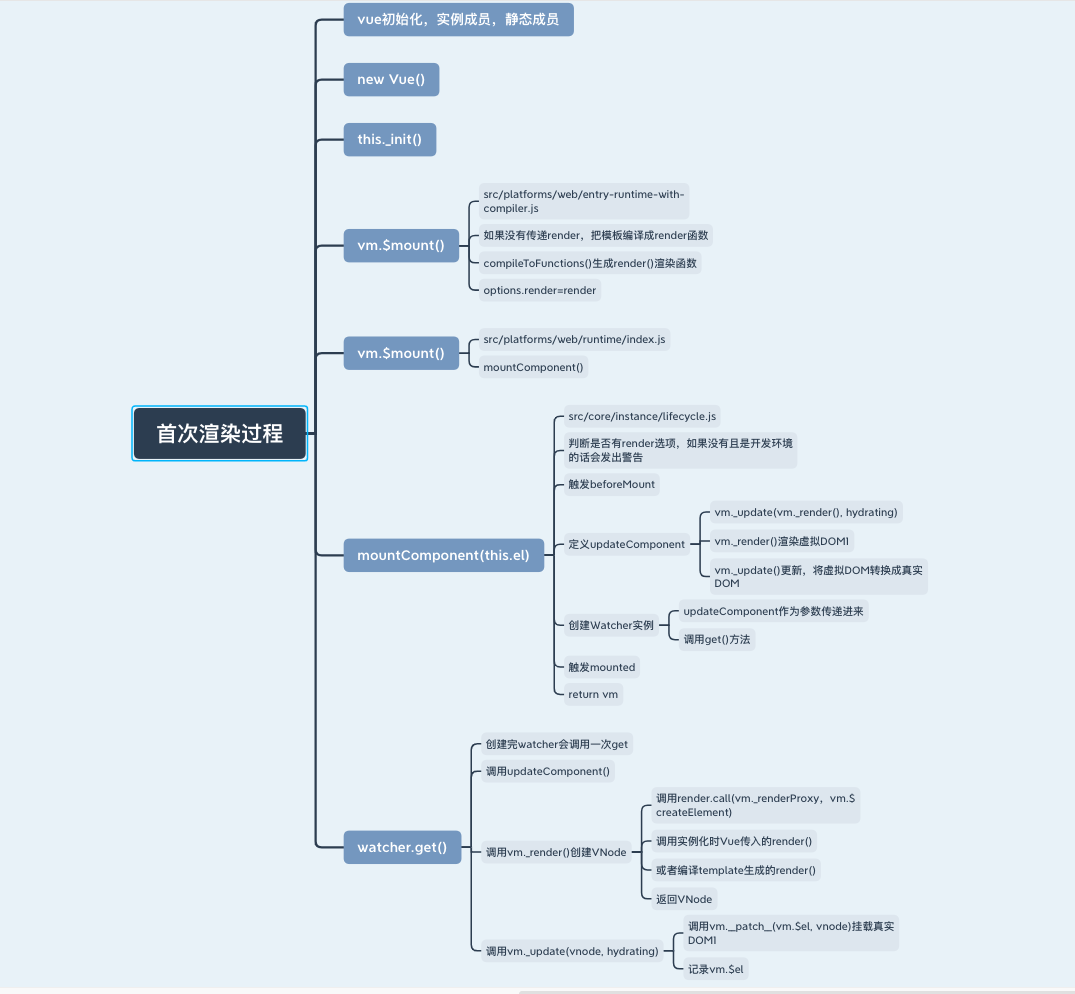 vue初始化，实例成员，静态成员
new Vue()
this._init()
vm.$mount()
src/platforms/web/entry-runtime-with-
compiler.js
如果没有传递render，把模板编译成render函数
compileToFunctions()生成render()渲染函数
options.render=render
vm.$mount()
src/platforms/web/runtime/index.js
mountComponent()
首次渲染过程
mountComponent(this.el)
src/core/instance/lifecycle.js
判断是否有render选项，如果没有且是开发环境
的话会发出警告
触发beforeMount
定义updateComponent
vm._update(vm._render(), hydrating)
vm._render()渲染虚拟DOM1
vm._update()更新，将虚拟DOM转换成真实
DOM
创建Watcher实例
updateComponent作为参数传递进来
调用get()方法
触发mounted
return vm
watcher.get()
创建完watcher会调用一次get
调用updateComponent()
调用vm._render()创建VNode
调用render.call(vm._renderProxy，vm.$
createElement)
调用实例化时Vue传入的render()
或者编译template生成的render()
返回VNode
调用vm._update(vnode, hydrating)
调用vm.__patch__(vm.$el, vnode)挂载真实
DOM1
记录vm.$el